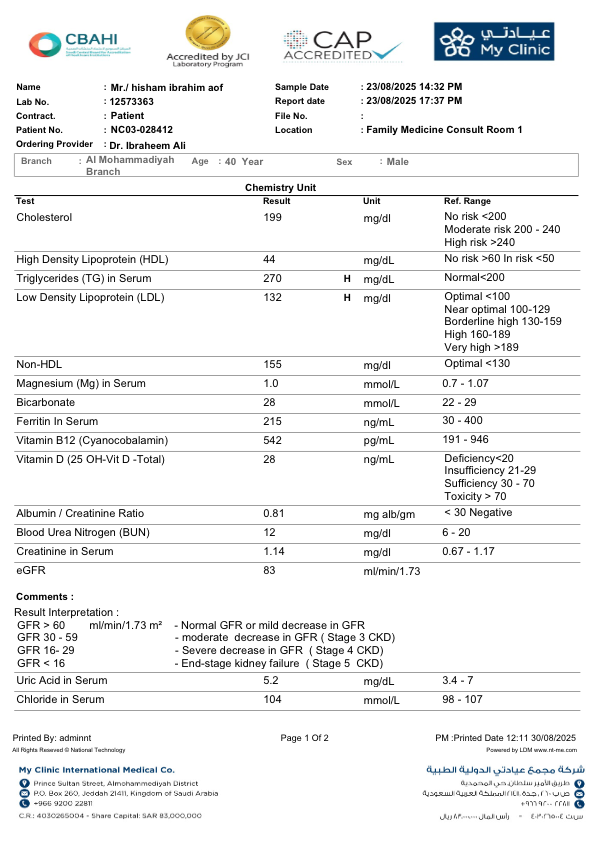 CBAHI
Accredited by JCI
Laboratory Program
CAP
ACCREDITED
عيادتي
My Clinic
Name : Mr./ hisham ibrahim aof Sample Date : 23/08/2025 14:32 PM
Lab No. : 12573363 Report date : 23/08/2025 17:37 PM
Contract. : Patient File No. :
Patient No. : NC03-028412 Location : Family Medicine Consult Room 1
Ordering Provider : Dr. Ibraheem Ali
Branch : Al Mohammadiyah Branch Age : 40 Year Sex : Male
Chemistry Unit
Test Result Unit Ref. Range
Cholesterol 199 mg/dl No risk <200
Moderate risk 200 - 240
High risk >240
High Density Lipoprotein (HDL) 44 mg/dL No risk >60 In risk <50
Triglycerides (TG) in Serum 270 H mg/dL Normal<200
Low Density Lipoprotein (LDL) 132 H mg/dl Optimal <100
Near optimal 100-129
Borderline high 130-159
High 160-189
Very high >189
Non-HDL 155 mg/dl Optimal <130
Magnesium (Mg) in Serum 1.0 mmol/L 0.7 - 1.07
Bicarbonate 28 mmol/L 22 - 29
Ferritin In Serum 215 ng/mL 30 - 400
Vitamin B12 (Cyanocobalamin) 542 pg/mL 191 - 946
Vitamin D (25 OH-Vit D -Total) 28 ng/mL Deficiency<20
Insufficiency 21-29
Sufficiency 30 - 70
Toxicity > 70
Albumin / Creatinine Ratio 0.81 mg alb/gm < 30 Negative
Blood Urea Nitrogen (BUN) 12 mg/dl 6 - 20
Creatinine in Serum 1.14 mg/dl 0.67 - 1.17
eGFR 83 ml/min/1.73
Comments :
Result Interpretation :
GFR > 60 ml/min/1.73 m² - Normal GFR or mild decrease in GFR
GFR 30 - 59 - moderate decrease in GFR ( Stage 3 CKD)
GFR 16- 29 - Severe decrease in GFR ( Stage 4 CKD)
GFR < 16 - End-stage kidney failure ( Stage 5 CKD)
Uric Acid in Serum 5.2 mg/dL 3.4 - 7
Chloride in Serum 104 mmol/L 98 - 107
Printed By: adminnt Page 1 Of 2 PM :Printed Date 12:11 30/08/2025
All Rights Reseved © National Technology Powered by LDM www.nt-me.com
My Clinic International Medical Co. شركة مجمع عيادتي الدولية الطبية
Prince Sultan Street, Almohammadiyah District طريق الأمير سلطان، حي المحمدية
P.O. Box 260, Jeddah 21411, Kingdom of Saudi Arabia ص.ب ٢٦٠، جدة ٢١٤١١ المملكة العربية السعودية
+966 9200 22811 +٩٦٦ ٩٢٠٠ ٢٢٨١١
C.R.: 4030265004 - Share Capital: SAR 83,000,000 س.ت ٤٠٣٠٢٦٥٠٠٤ - رأس المال ٨٣،٠٠٠،٠٠٠ ريال